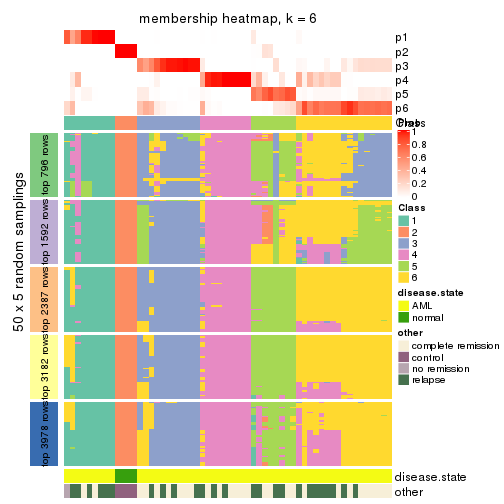 membership heatmap, k = 6
p1
p2
p3
p4
p5
p6
Class
Prob
1
0.8
0.6
0.4
0.2
0
Class
1
2
3
4
5
6
disease.state
AML
normal
other
complete remission
control
no remission
relapse
50 x 5 random samplings
top 796 rows
top 1592 rows
top 2387 rows
top 3182 rows
top 3978 rows
disease.state
other